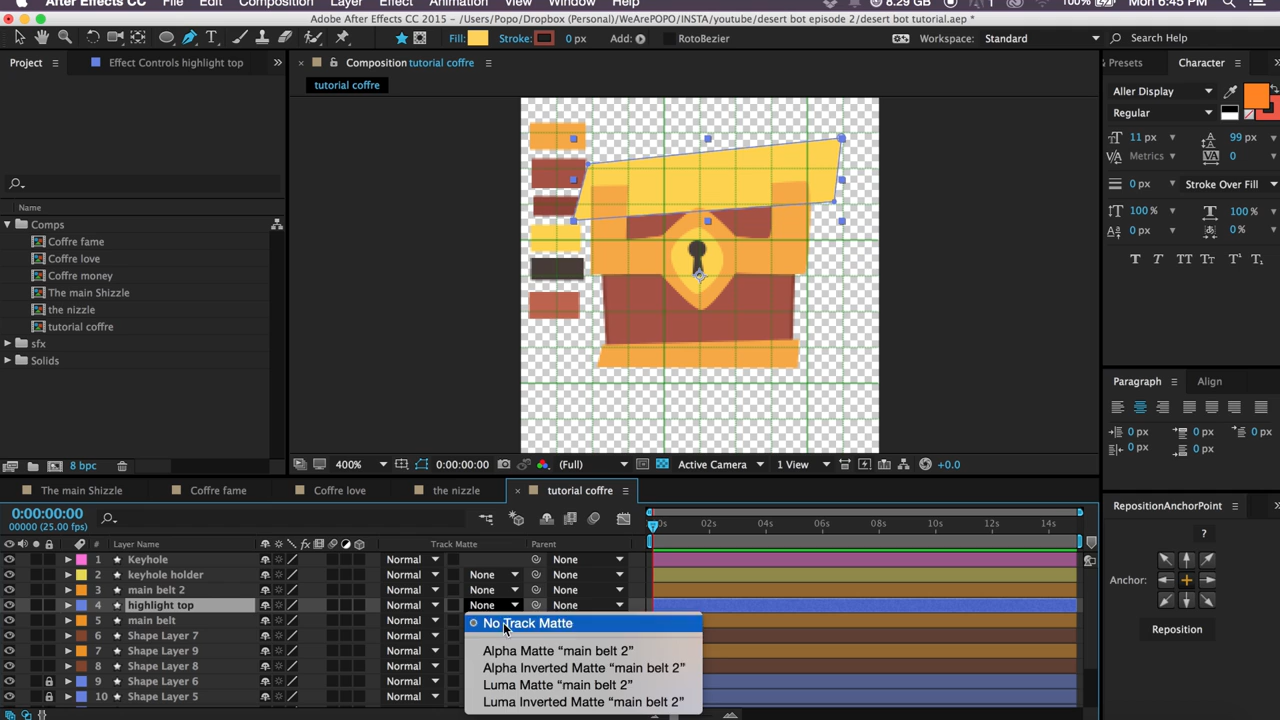 After Effects CC File Edit Composition Layer Effect Animation View Window Help 8.29 GB 1 100% Mon 6:45 PM
Adobe After Effects CC 2015 - /Users/Popo/Dropbox (Personal)/WeArePOPO/INSTA/youtube/desert bot episode 2/desert bot tutorial.aep *
Fill: Stroke: 0 px Add: RotoBezier Workspace: Standard Search Help
Project Effect Controls highlight top » Composition tutorial coffre Presets Character
tutorial coffre
Aller Display
Regular
11 px 99 px
Metrics 0
0 px Stroke Over Fill
100 % 100 %
0 px 0 %
T T TT Tt T¹ T₁
Name
Comps
Coffre fame
Coffre love
Coffre money
The main Shizzle
the nizzle
tutorial coffre
sfx
Solids
Paragraph Align
0 px 0 px 0 px
0 px 0 px
8 bpc 400% 0:00:00:00 (Full) Active Camera 1 View +0.0
The main Shizzle Coffre fame Coffre love the nizzle × tutorial coffre
RepositionAnchorPoint
?
Anchor:
Reposition
0:00:00:00
00000 (25.00 fps)
02s 04s 06s 08s 10s 12s 14s
# Layer Name Track Matte Parent
1 Keyhole Normal None
2 keyhole holder Normal None None
3 main belt 2 Normal None None
4 highlight top Normal None None
5 main belt Normal
6 Shape Layer 7 Normal
7 Shape Layer 9 Normal
8 Shape Layer 8 Normal
9 Shape Layer 6 Normal
10 Shape Layer 5 Normal
No Track Matte
Alpha Matte “main belt 2”
Alpha Inverted Matte “main belt 2”
Luma Matte “main belt 2”
Luma Inverted Matte “main belt 2”